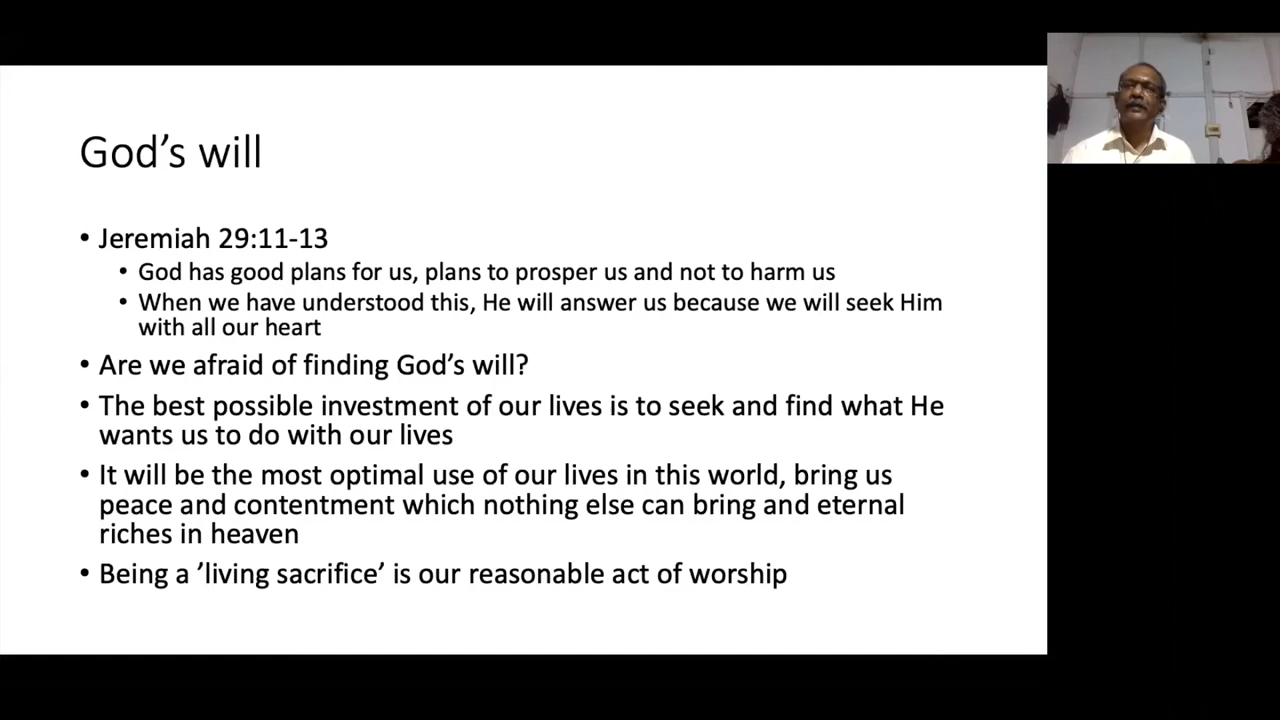 God’s will
• Jeremiah 29:11-13
• God has good plans for us, plans to prosper us and not to harm us
• When we have understood this, He will answer us because we will seek Him
with all our heart
• Are we afraid of finding God’s will?
• The best possible investment of our lives is to seek and find what He
wants us to do with our lives
• It will be the most optimal use of our lives in this world, bring us
peace and contentment which nothing else can bring and eternal
riches in heaven
• Being a ’living sacrifice’ is our reasonable act of worship